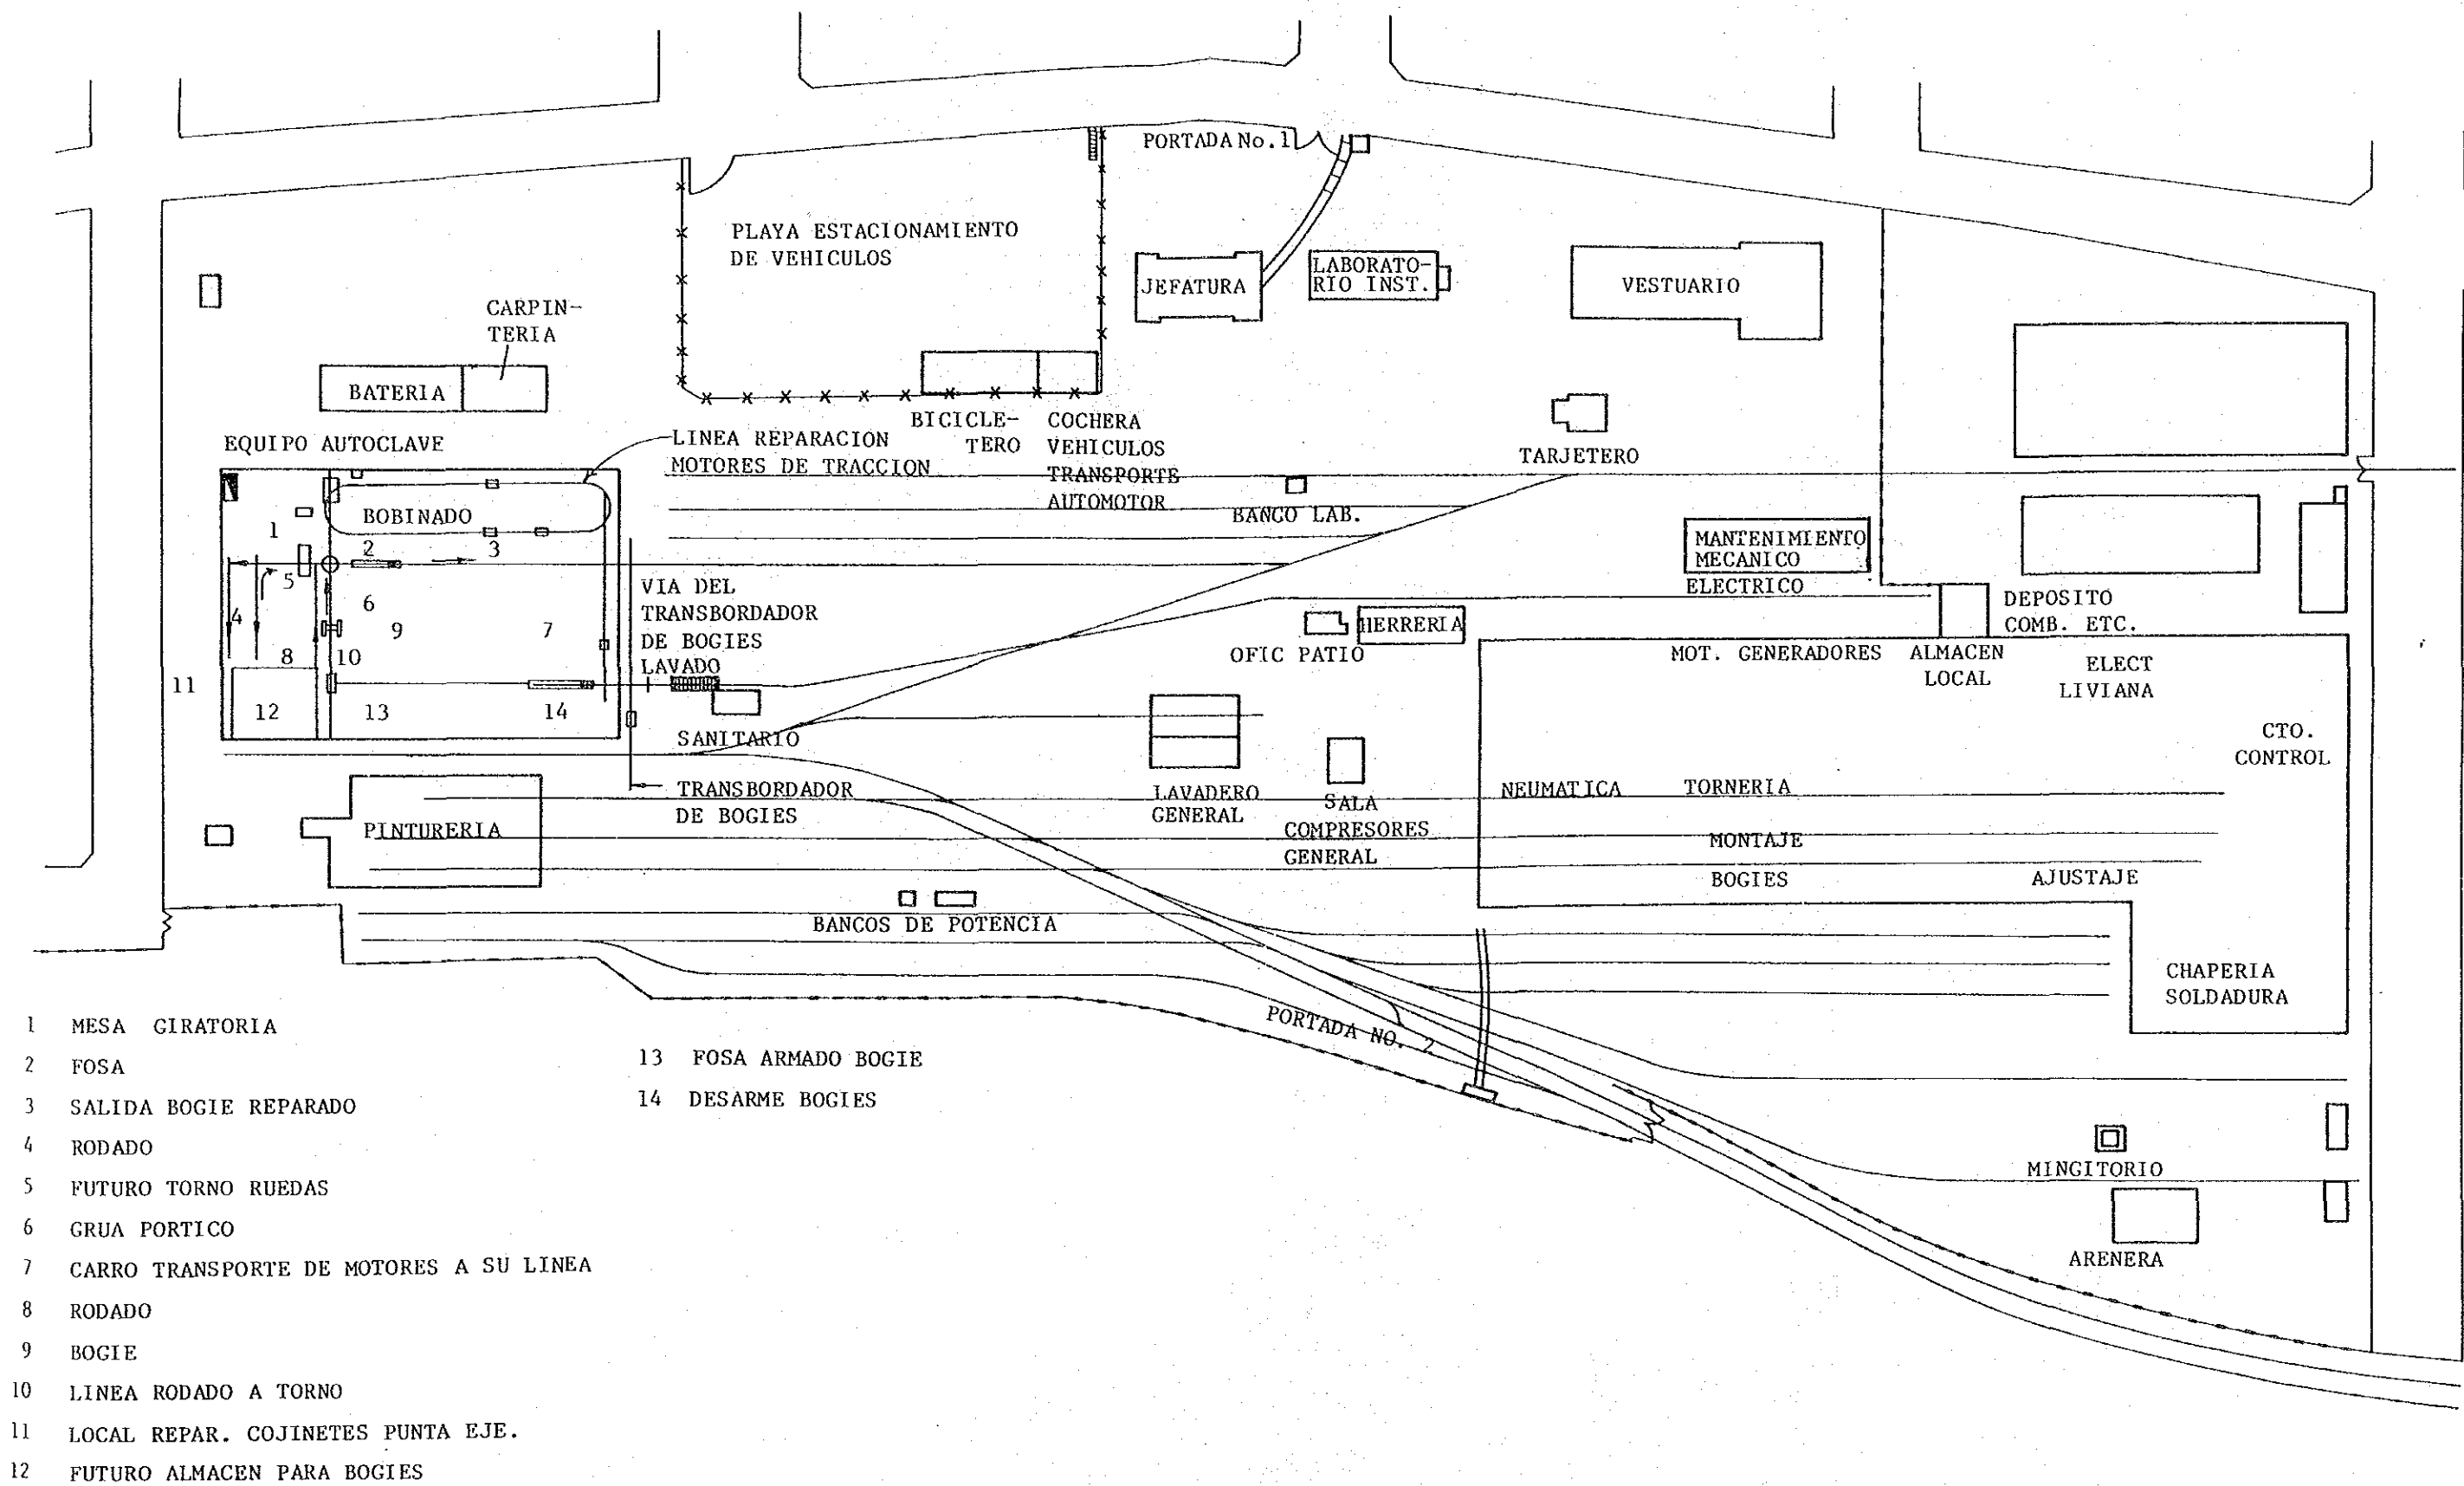 PORTADA No.1
PLAYA ESTACIONAMIENTO
DE VEHICULOS
JEFATURA
LABORATO-
RIO INST.
VESTUARIO
CARPIN-
TERIA
BATERIA
BICICLE-
TERO
COCHERA
VEHICULOS
TRANSPORTE
AUTOMOTOR
EQUIPO AUTOCLAVE
LINEA REPARACION
MOTORES DE TRACCION
TARJETERO
BANCO LAB.
BOBINADO
1
2
3
MANTENIMIENTO
MECANICO
ELECTRICO
5
4
6
9
7
VIA DEL
TRANSBORDADOR
DE BOGIES
LAVADO
DEPOSITO
COMB. ETC.
HERRERIA
OFIC PATIO
8
10
11
12
13
14
MOT. GENERADORES
ALMACEN
LOCAL
ELECT
LIVIANA
SANITARIO
CTO.
CONTROL
TRANSBORDADOR
DE BOGIES
LAVADERO
GENERAL
SALA
COMPRESORES
GENERAL
NEUMATICA
TORNERIA
PINTURERIA
MONTAJE
BOGIES
AJUSTAJE
BANCOS DE POTENCIA
CHAPERIA
SOLDADURA
PORTADA NO. 2
MINGITORIO
ARENERA
1 MESA GIRATORIA
2 FOSA
3 SALIDA BOGIE REPARADO
4 RODADO
5 FUTURO TORNO RUEDAS
6 GRUA PORTICO
7 CARRO TRANSPORTE DE MOTORES A SU LINEA
8 RODADO
9 BOGIE
10 LINEA RODADO A TORNO
11 LOCAL REPAR. COJINETES PUNTA EJE.
12 FUTURO ALMACEN PARA BOGIES
13 FOSA ARMADO BOGIE
14 DESARME BOGIES